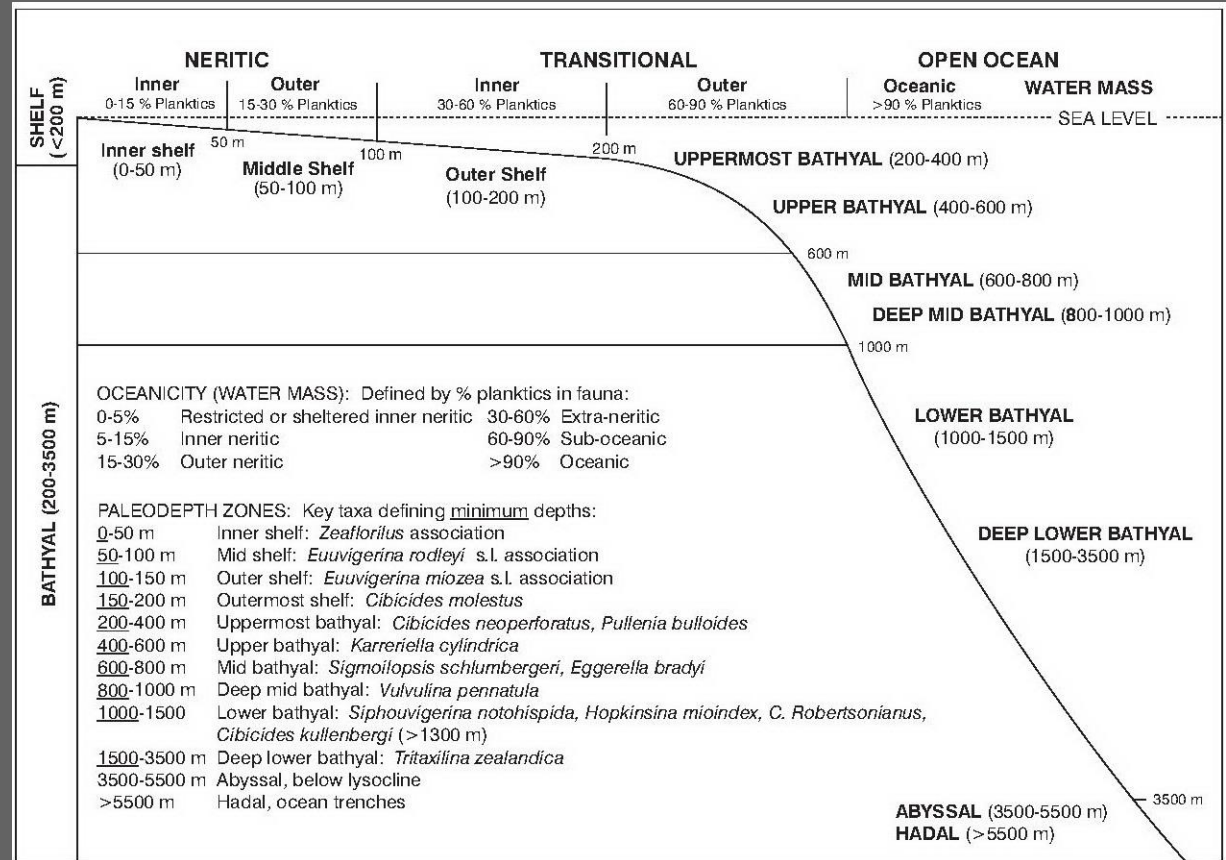 NERITIC TRANSITIONAL OPEN OCEAN
Inner Outer Inner Outer Oceanic WATER MASS
0-15 % Planktics 15-30 % Planktics 30-60 % Planktics 60-90 % Planktics >90 % Planktics
SEA LEVEL
SHELF
(<200 m)
50 m
100 m
200 m
Inner shelf
(0-50 m)
Middle Shelf
(50-100 m)
Outer Shelf
(100-200 m)
UPPERMOST BATHYAL (200-400 m)
UPPER BATHYAL (400-600 m)
600 m
MID BATHYAL (600-800 m)
DEEP MID BATHYAL (800-1000 m)
1000 m
LOWER BATHYAL
(1000-1500 m)
DEEP LOWER BATHYAL
(1500-3500 m)
3500 m
ABYSSAL (3500-5500 m)
HADAL (>5500 m)
BATHYAL (200-3500 m)
OCEANICITY (WATER MASS): Defined by % planktics in fauna:
0-5% Restricted or sheltered inner neritic 30-60% Extra-neritic
5-15% Inner neritic 60-90% Sub-oceanic
15-30% Outer neritic >90% Oceanic
PALEODEPTH ZONES: Key taxa defining minimum depths:
0-50 m Inner shelf: Zeaflorilus association
50-100 m Mid shelf: Euuvigerina rodleyi s.l. association
100-150 m Outer shelf: Euuvigerina miozea s.l. association
150-200 m Outermost shelf: Cibicides molestus
200-400 m Uppermost bathyal: Cibicides neoperforatus, Pullenia bulloides
400-600 m Upper bathyal: Karreriella cylindrica
600-800 m Mid bathyal: Sigmoilopsis schlumbergeri, Eggerella bradyi
800-1000 m Deep mid bathyal: Vulvulina pennatula
1000-1500 Lower bathyal: Siphouvigerina notohispida, Hopkinsina mioindex, C. Robertsonianus,
Cibicides kullenbergi (>1300 m)
1500-3500 m Deep lower bathyal: Tritaxilina zealandica
3500-5500 m Abyssal, below lysocline
>5500 m Hadal, ocean trenches